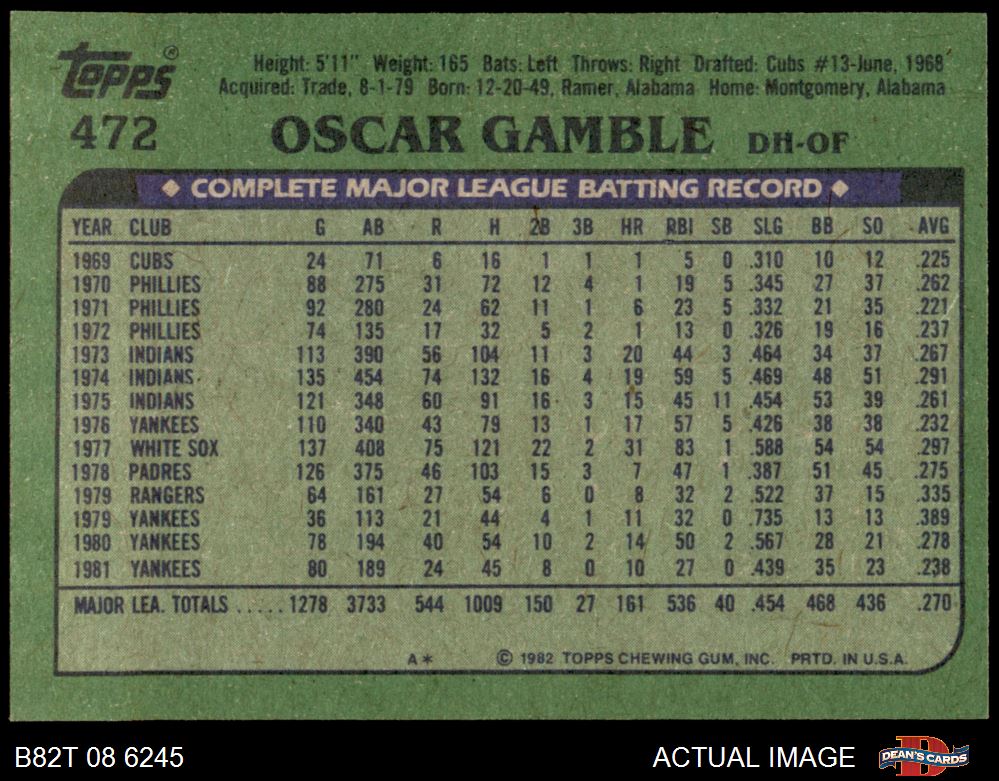 Topps®
Height: 5'11" Weight: 165 Bats: Left Throws: Right Drafted: Cubs #13-June, 1968
Acquired: Trade, 8-1-79 Born: 12-20-49, Ramer, Alabama Home: Montgomery, Alabama
472 OSCAR GAMBLE DH-OF
◆ COMPLETE MAJOR LEAGUE BATTING RECORD ◆
YEAR CLUB G AB R H 2B 3B HR RBI SB SLG BB SO AVG
1969 CUBS 24 71 6 16 1 1 1 5 0 .310 10 12 .225
1970 PHILLIES 88 275 31 72 12 4 1 19 5 .345 27 37 .262
1971 PHILLIES 92 280 24 62 11 1 6 23 5 .332 21 35 .221
1972 PHILLIES 74 135 17 32 5 2 1 13 0 .326 19 16 .237
1973 INDIANS 113 390 56 104 11 3 20 44 3 .464 34 37 .267
1974 INDIANS 135 454 74 132 16 4 19 59 5 .469 48 51 .291
1975 INDIANS 121 348 60 91 16 3 15 45 11 .454 53 39 .261
1976 YANKEES 110 340 43 79 13 1 17 57 5 .426 38 38 .232
1977 WHITE SOX 137 408 75 121 22 2 31 83 1 .588 54 54 .297
1978 PADRES 126 375 46 103 15 3 7 47 1 .387 51 45 .275
1979 RANGERS 64 161 27 54 6 0 8 32 2 .522 37 15 .335
1979 YANKEES 36 113 21 44 4 1 11 32 0 .735 13 13 .389
1980 YANKEES 78 194 40 54 10 2 14 50 2 .567 28 21 .278
1981 YANKEES 80 189 24 45 8 0 10 27 0 .439 35 23 .238
MAJOR LEA. TOTALS ..... 1278 3733 544 1009 150 27 161 536 40 .454 468 436 .270
A* © 1982 TOPPS CHEWING GUM, INC. PRTD. IN U.S.A.
B82T 08 6245 ACTUAL IMAGE DEAN'S CARDS